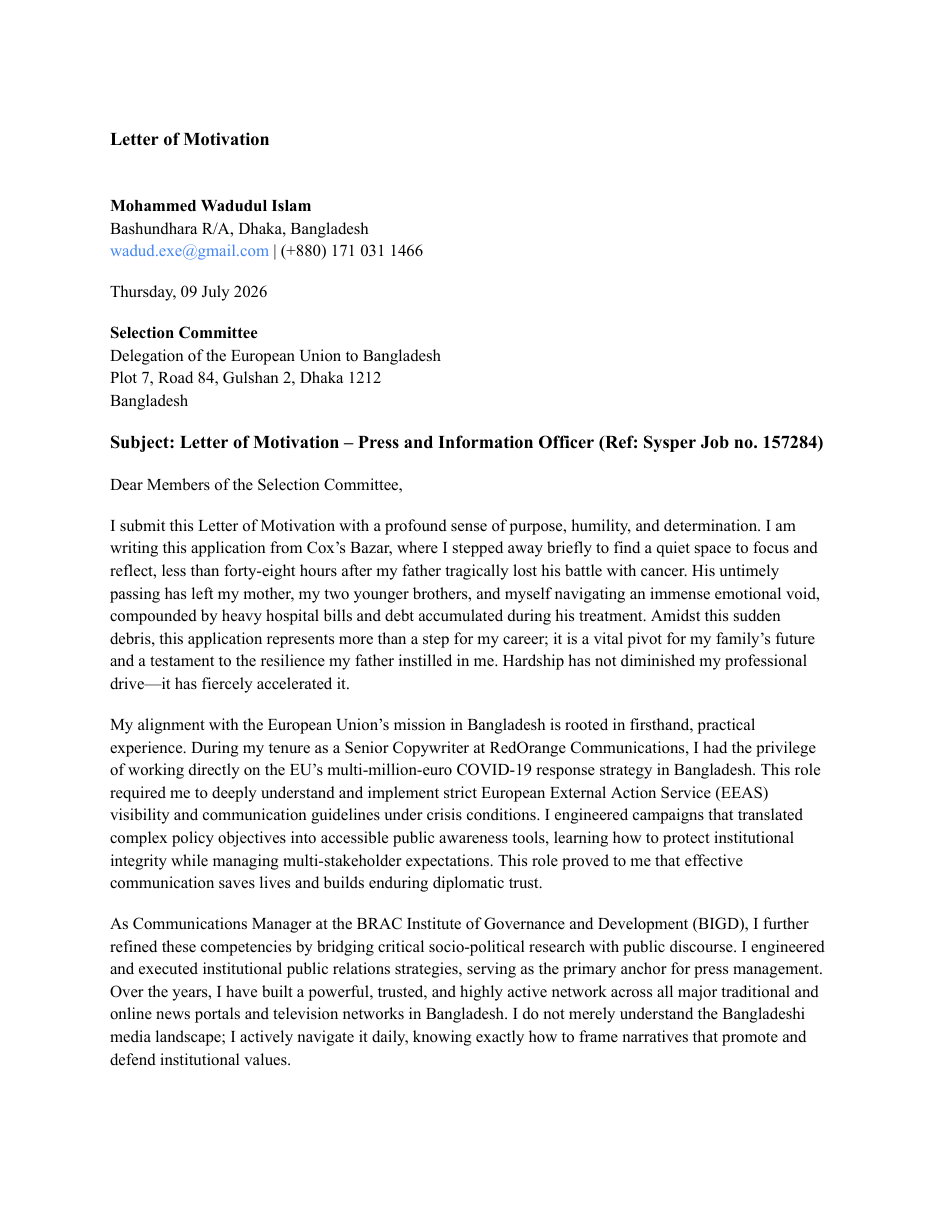 Letter of Motivation
Mohammed Wadudul Islam
Bashundhara R/A, Dhaka, Bangladesh
wadud.exe@gmail.com | (+880) 171 031 1466
Thursday, 09 July 2026
Selection Committee
Delegation of the European Union to Bangladesh
Plot 7, Road 84, Gulshan 2, Dhaka 1212
Bangladesh
Subject: Letter of Motivation – Press and Information Officer (Ref: Sysper Job no. 157284)
Dear Members of the Selection Committee,
I submit this Letter of Motivation with a profound sense of purpose, humility, and determination. I am
writing this application from Cox’s Bazar, where I stepped away briefly to find a quiet space to focus and
reflect, less than forty-eight hours after my father tragically lost his battle with cancer. His untimely
passing has left my mother, my two younger brothers, and myself navigating an immense emotional void,
compounded by heavy hospital bills and debt accumulated during his treatment. Amidst this sudden
debris, this application represents more than a step for my career; it is a vital pivot for my family’s future
and a testament to the resilience my father instilled in me. Hardship has not diminished my professional
drive—it has fiercely accelerated it.
My alignment with the European Union’s mission in Bangladesh is rooted in firsthand, practical
experience. During my tenure as a Senior Copywriter at RedOrange Communications, I had the privilege
of working directly on the EU’s multi-million-euro COVID-19 response strategy in Bangladesh. This role
required me to deeply understand and implement strict European External Action Service (EEAS)
visibility and communication guidelines under crisis conditions. I engineered campaigns that translated
complex policy objectives into accessible public awareness tools, learning how to protect institutional
integrity while managing multi-stakeholder expectations. This role proved to me that effective
communication saves lives and builds enduring diplomatic trust.
As Communications Manager at the BRAC Institute of Governance and Development (BIGD), I further
refined these competencies by bridging critical socio-political research with public discourse. I engineered
and executed institutional public relations strategies, serving as the primary anchor for press management.
Over the years, I have built a powerful, trusted, and highly active network across all major traditional and
online news portals and television networks in Bangladesh. I do not merely understand the Bangladeshi
media landscape; I actively navigate it daily, knowing exactly how to frame narratives that promote and
defend institutional values.